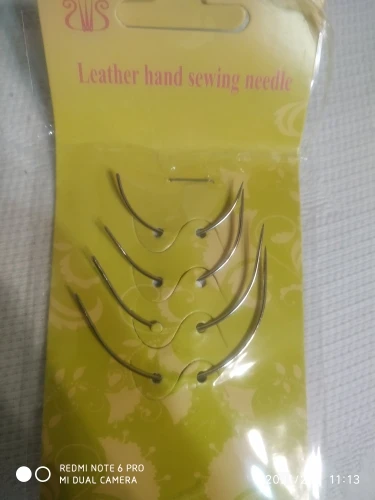 Leather hand sewing needle
REDMI NOTE 6 PRO
MI DUAL CAMERA
11:13